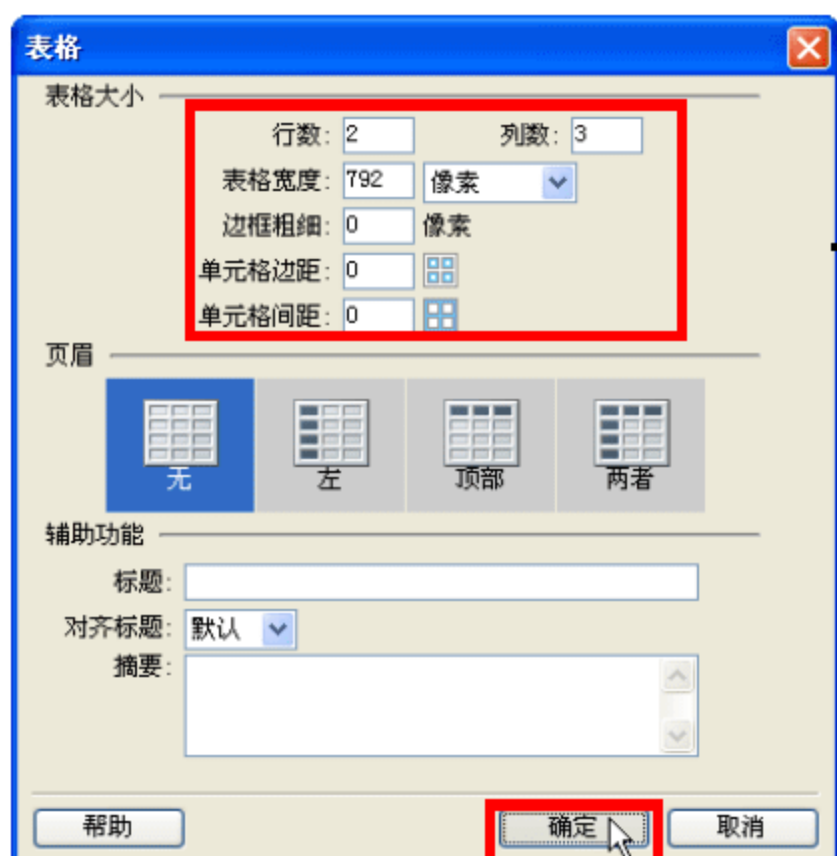 表格
表格大小
行数: 2 列数: 3
表格宽度: 792 像素
边框粗细: 0 像素
单元格边距: 0
单元格间距: 0
页眉
无 左 顶部 两者
辅助功能
标题:
对齐标题: 默认
摘要:
帮助 确定 取消